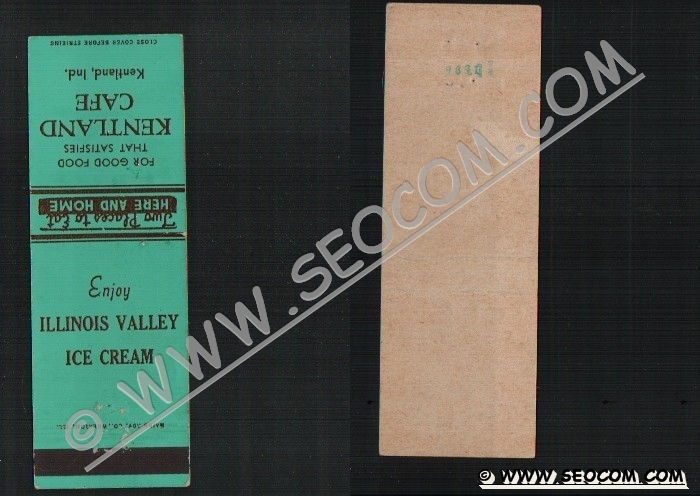 CLOSE COVER BEFORE STRIKING
Kentland, Ind.
CAFE
KENTLAND
THAT SATISFIES
FOR GOOD FOOD
HERE AND HOME
Two Places to Eat
Enjoy
ILLINOIS VALLEY
ICE CREAM
© WWW.SEOCOM.COM
© WWW.SEOCOM.COM